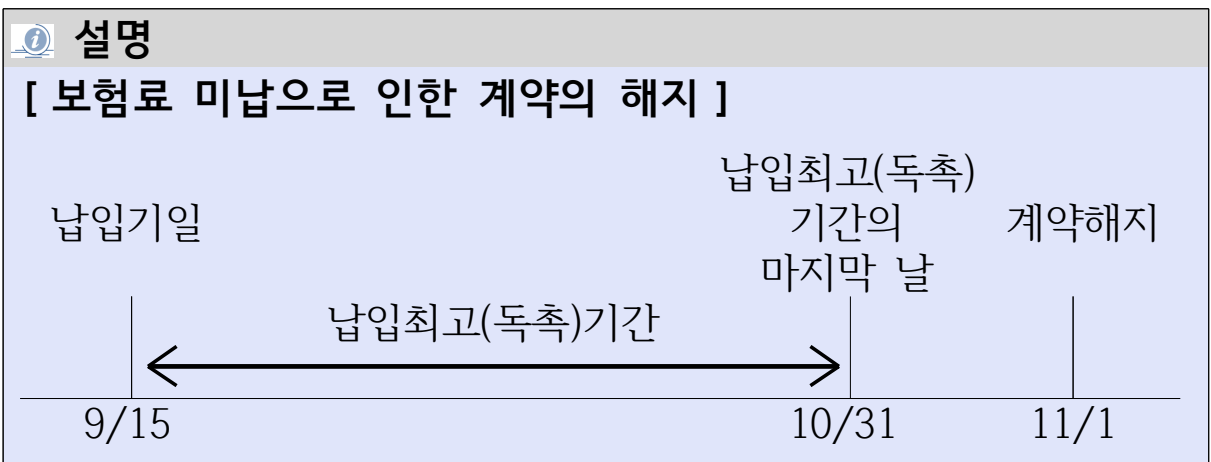 설명
[ 보험료 미납으로 인한 계약의 해지 ]
납입기일
납입최고(독촉)
기간의
마지막 날
계약해지
납입최고(독촉)기간
9/15
10/31
11/1